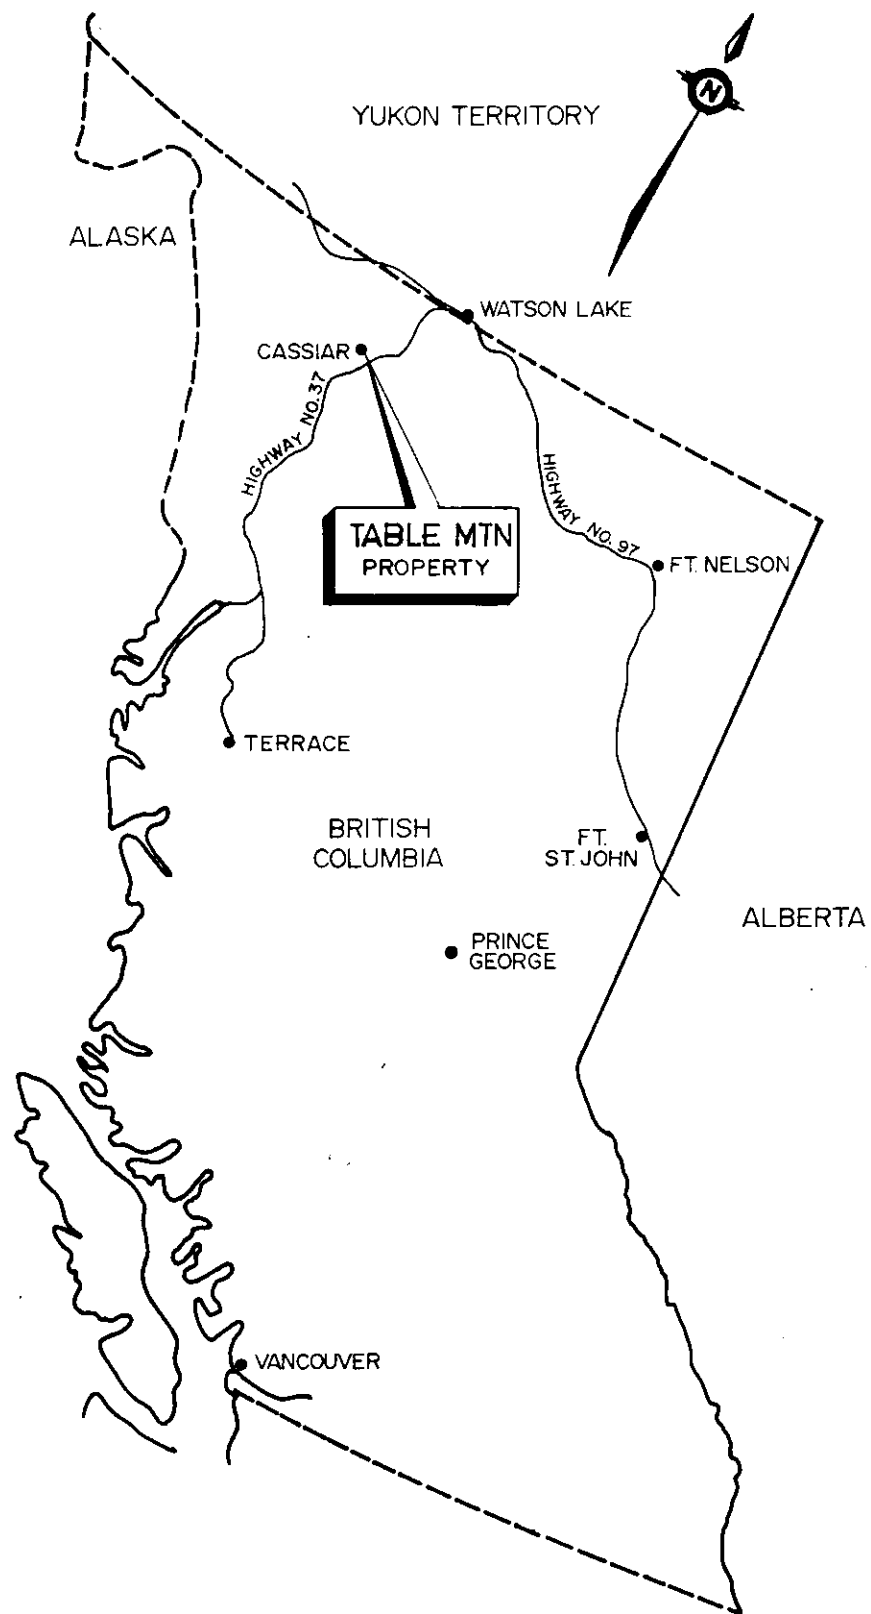 N
YUKON TERRITORY
ALASKA
WATSON LAKE
CASSIAR
HIGHWAY NO. 37
HIGHWAY NO. 97
TABLE MTN
PROPERTY
FT. NELSON
TERRACE
BRITISH
COLUMBIA
FT.
ST. JOHN
ALBERTA
PRINCE
GEORGE
VANCOUVER